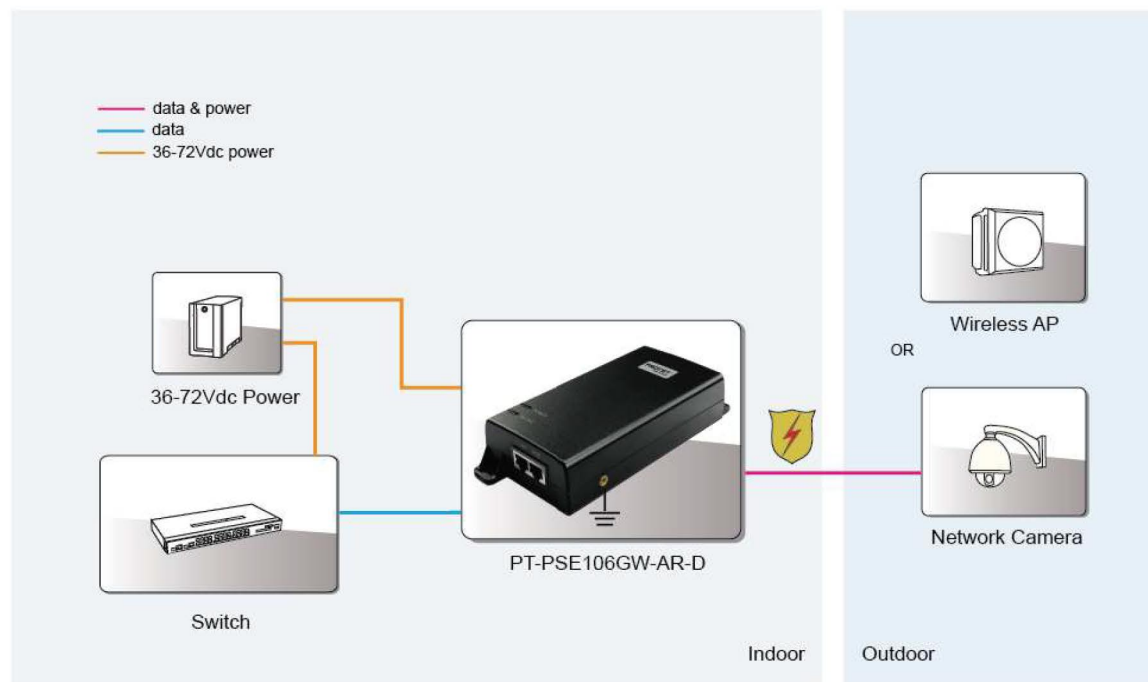 data & power
data
36-72Vdc power
36-72Vdc Power
Switch
PT-PSE106GW-AR-D
Wireless AP
OR
Network Camera
Indoor
Outdoor